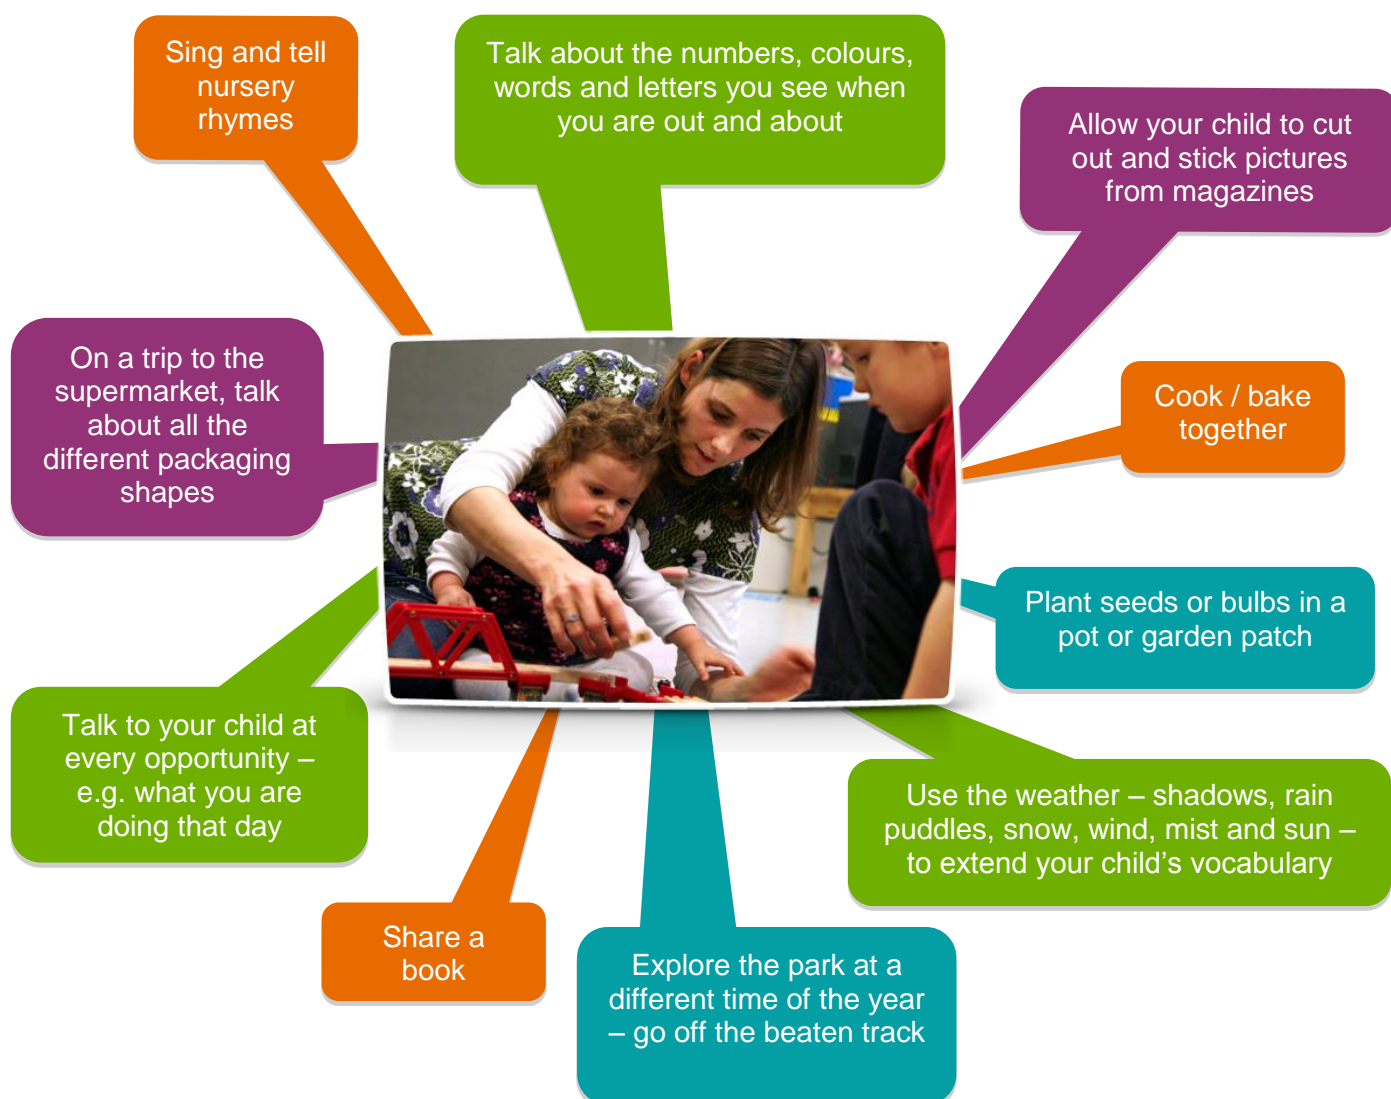 Sing and tell
nursery
rhymes
Talk about the numbers, colours,
words and letters you see when
you are out and about
Allow your child to cut
out and stick pictures
from magazines
On a trip to the
supermarket, talk
about all the
different packaging
shapes
Cook / bake
together
Plant seeds or bulbs in a
pot or garden patch
Talk to your child at
every opportunity –
e.g. what you are
doing that day
Use the weather – shadows, rain
puddles, snow, wind, mist and sun –
to extend your child’s vocabulary
Share a
book
Explore the park at a
different time of the year
– go off the beaten track